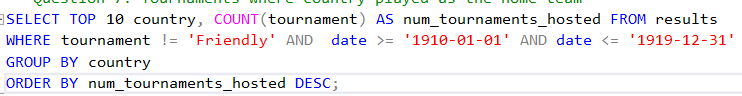 Question 7: Tournaments where country played as the home team
SELECT TOP 10 country, COUNT(tournament) AS num_tournaments_hosted FROM results
WHERE tournament != 'Friendly' AND  date >= '1910-01-01' AND date <= '1919-12-31'
GROUP BY country
ORDER BY num_tournaments_hosted DESC;